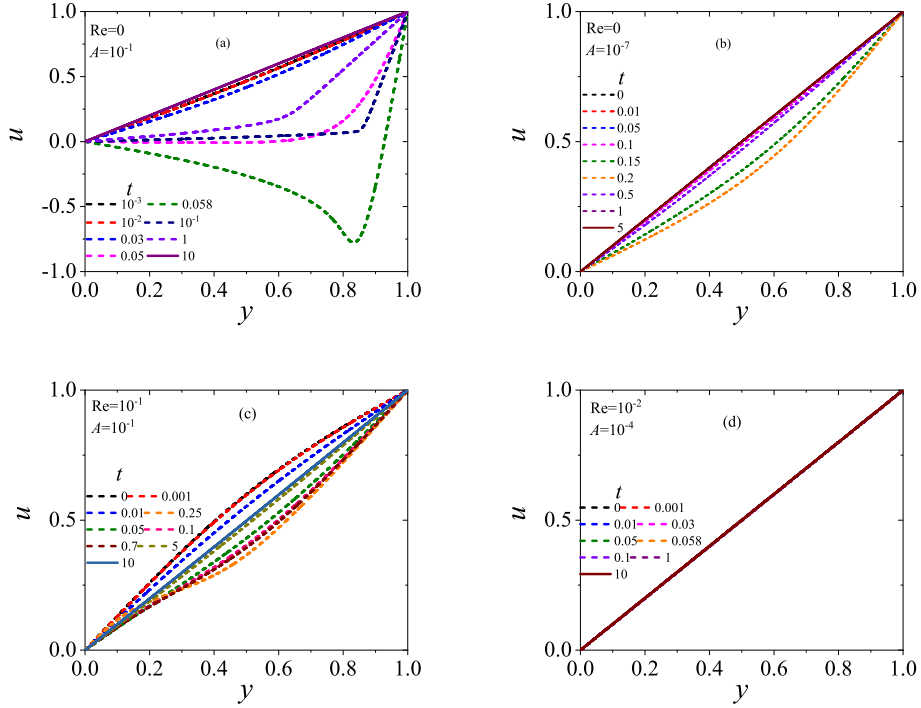 1.0
0.5
0.0
-0.5
-1.0
u
Re=0
A=10⁻¹
(a)
t
10⁻³ 0.058
10⁻² 10⁻¹
0.03 1
0.05 10
0.0 0.2 0.4 0.6 0.8 1.0
y
1.0
0.5
0.0
u
Re=0
A=10⁻⁷
(b)
t
0
0.01
0.05
0.1
0.15
0.2
0.5
1
5
0.0 0.2 0.4 0.6 0.8 1.0
y
1.0
0.5
0.0
u
Re=10⁻¹
A=10⁻¹
(c)
t
0 0.001
0.01 0.25
0.05 0.1
0.7 5
10
0.0 0.2 0.4 0.6 0.8 1.0
y
1.0
0.5
0.0
u
Re=10⁻²
A=10⁻⁴
(d)
t
0 0.001
0.01 0.03
0.05 0.058
0.1 1
10
0.0 0.2 0.4 0.6 0.8 1.0
y